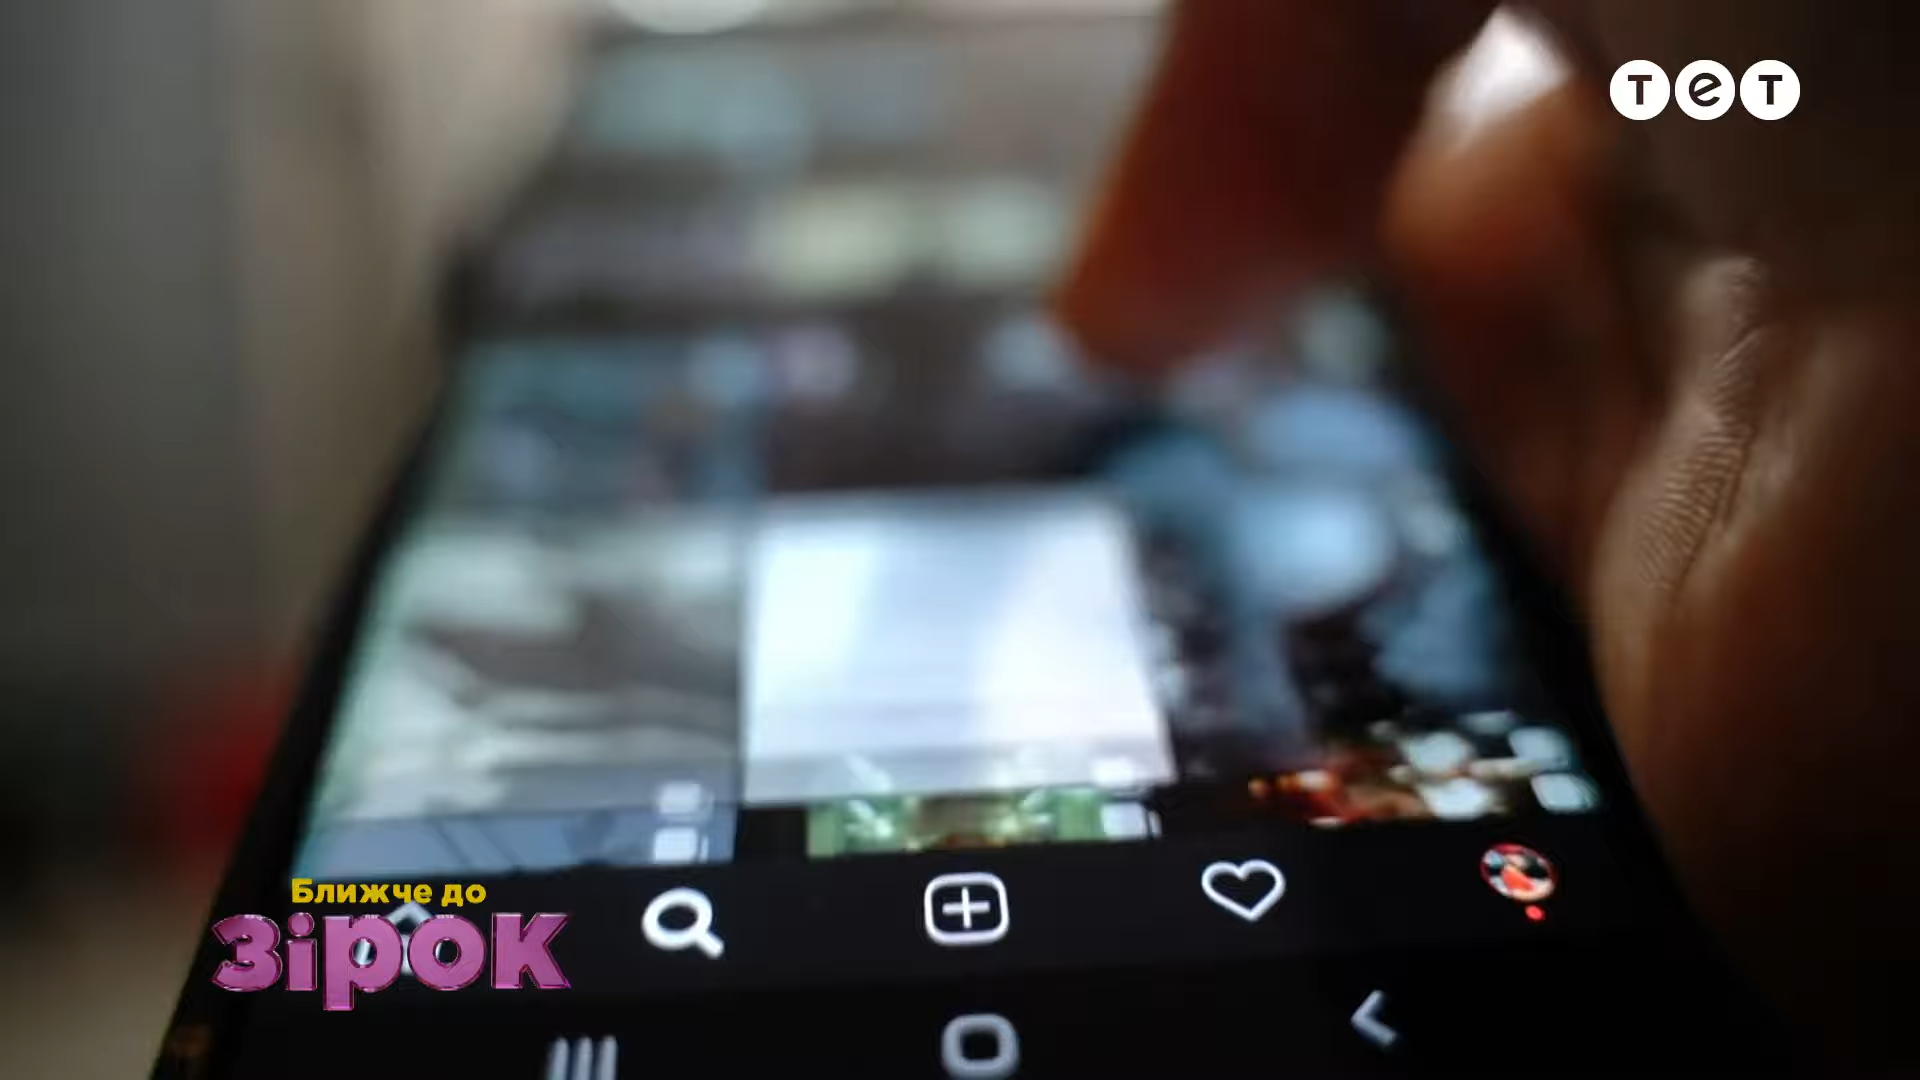 тет
Ближче до
зірок